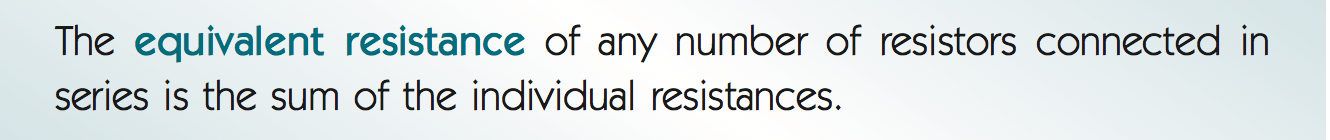 The equivalent resistance of any number of resistors connected in
series is the sum of the individual resistances.